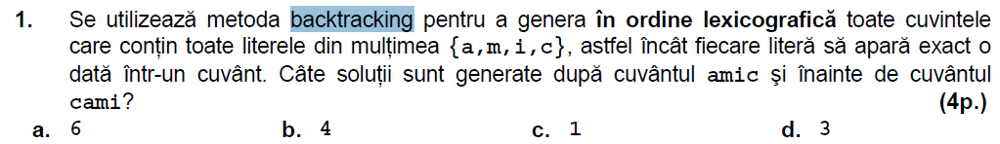 1. Se utilizează metoda backtracking pentru a genera în ordine lexicografică toate cuvintele
care conțin toate literele din mulțimea {a,m,i,c}, astfel încât fiecare literă să apară exact o
dată într-un cuvânt. Câte soluții sunt generate după cuvântul amic şi înainte de cuvântul
cami? (4p.)
a. 6 b. 4 c. 1 d. 3